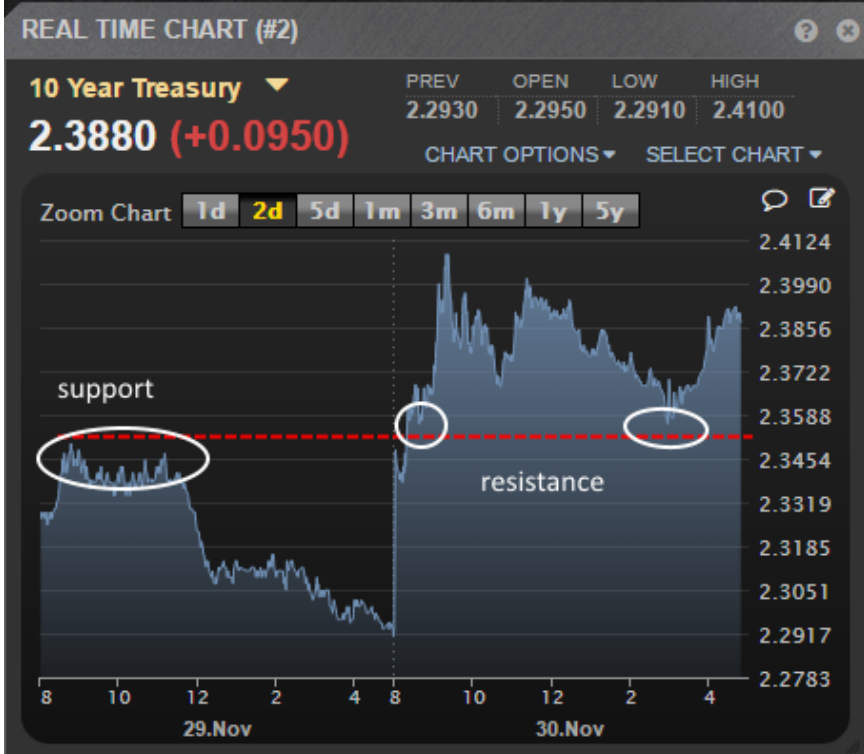 REAL TIME CHART (#2)
10 Year Treasury
PREV OPEN LOW HIGH
2.2930 2.2950 2.2910 2.4100
2.3880 (+0.0950)
CHART OPTIONS SELECT CHART
Zoom Chart 1d 2d 5d 1m 3m 6m 1y 5y
2.4124
2.3990
2.3856
2.3722
support
2.3588
2.3454
resistance
2.3319
2.3185
2.3051
2.2917
2.2783
8 10 12 2 4 8 10 12 2 4
29.Nov 30.Nov